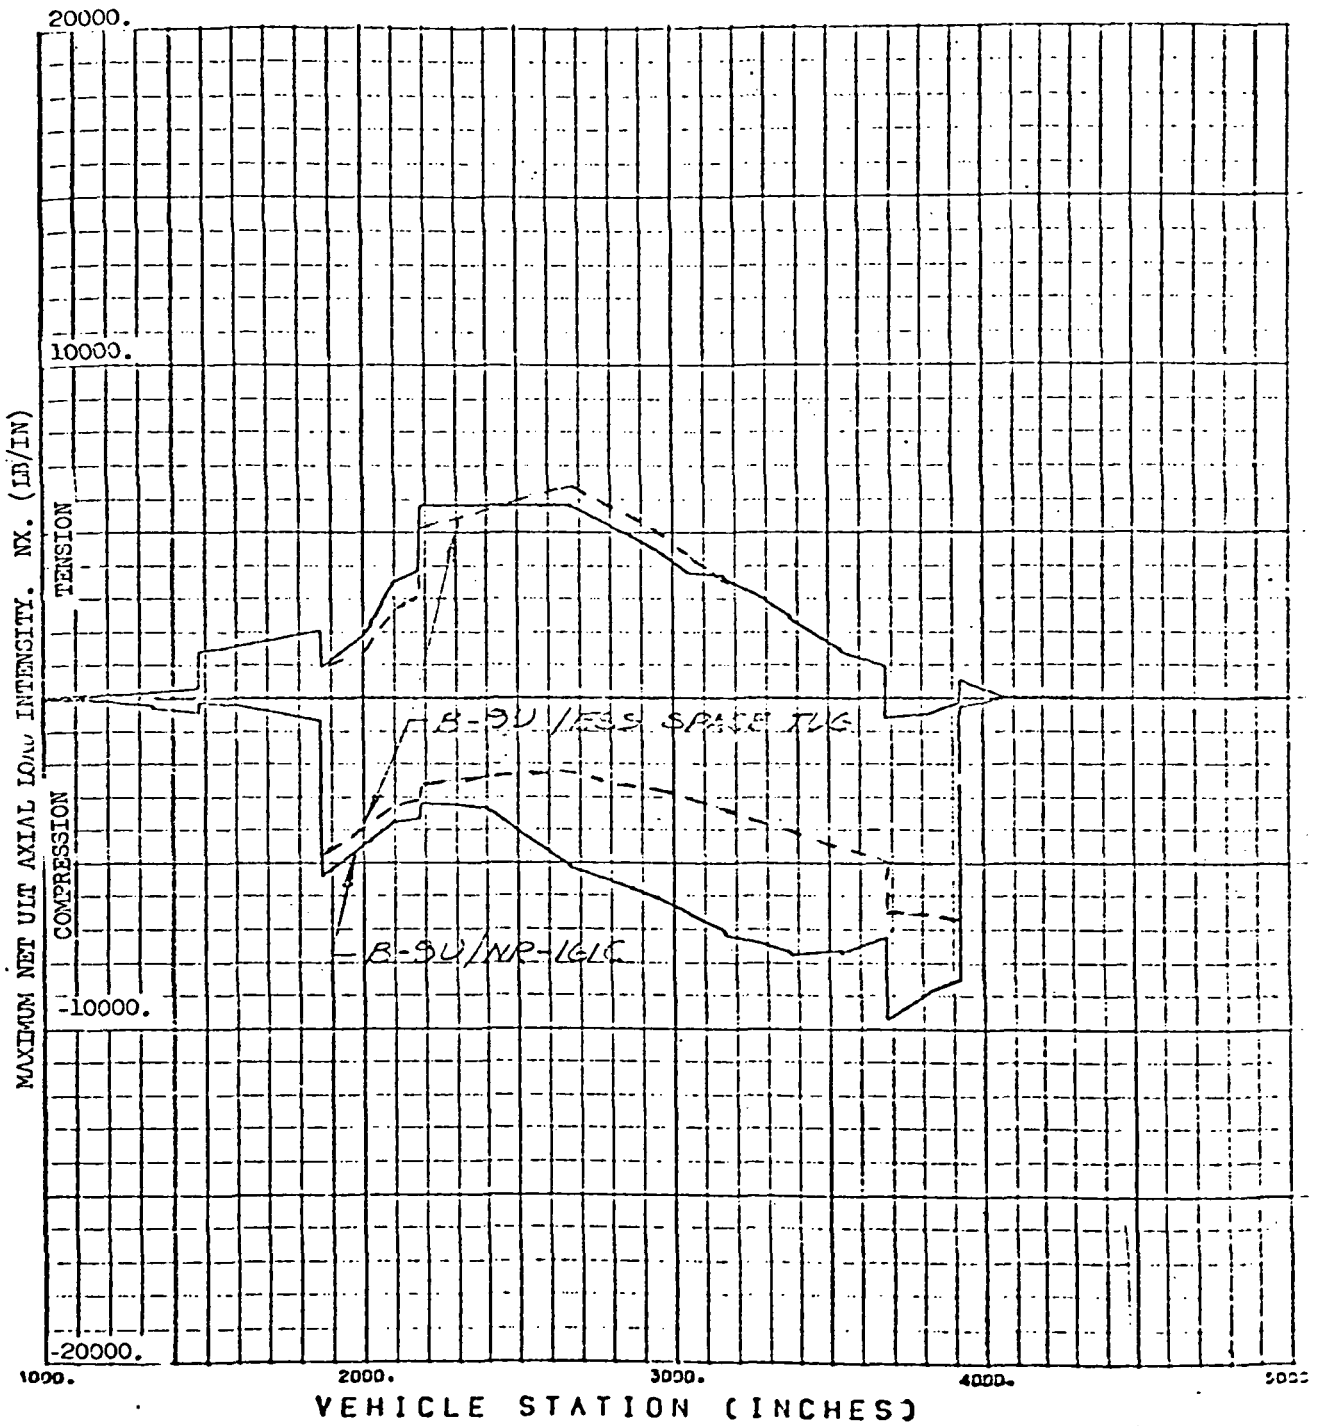 20000.
10000.
MAXIMUM NET ULT AXIAL LOAD INTENSITY. NX. (LB/IN)
TENSION
COMPRESSION
B-9U/ESS SPACE TUG
B-9U/NR-161C
-10000.
-20000.
1000.
2000.
3000.
4000.
VEHICLE STATION (INCHES)